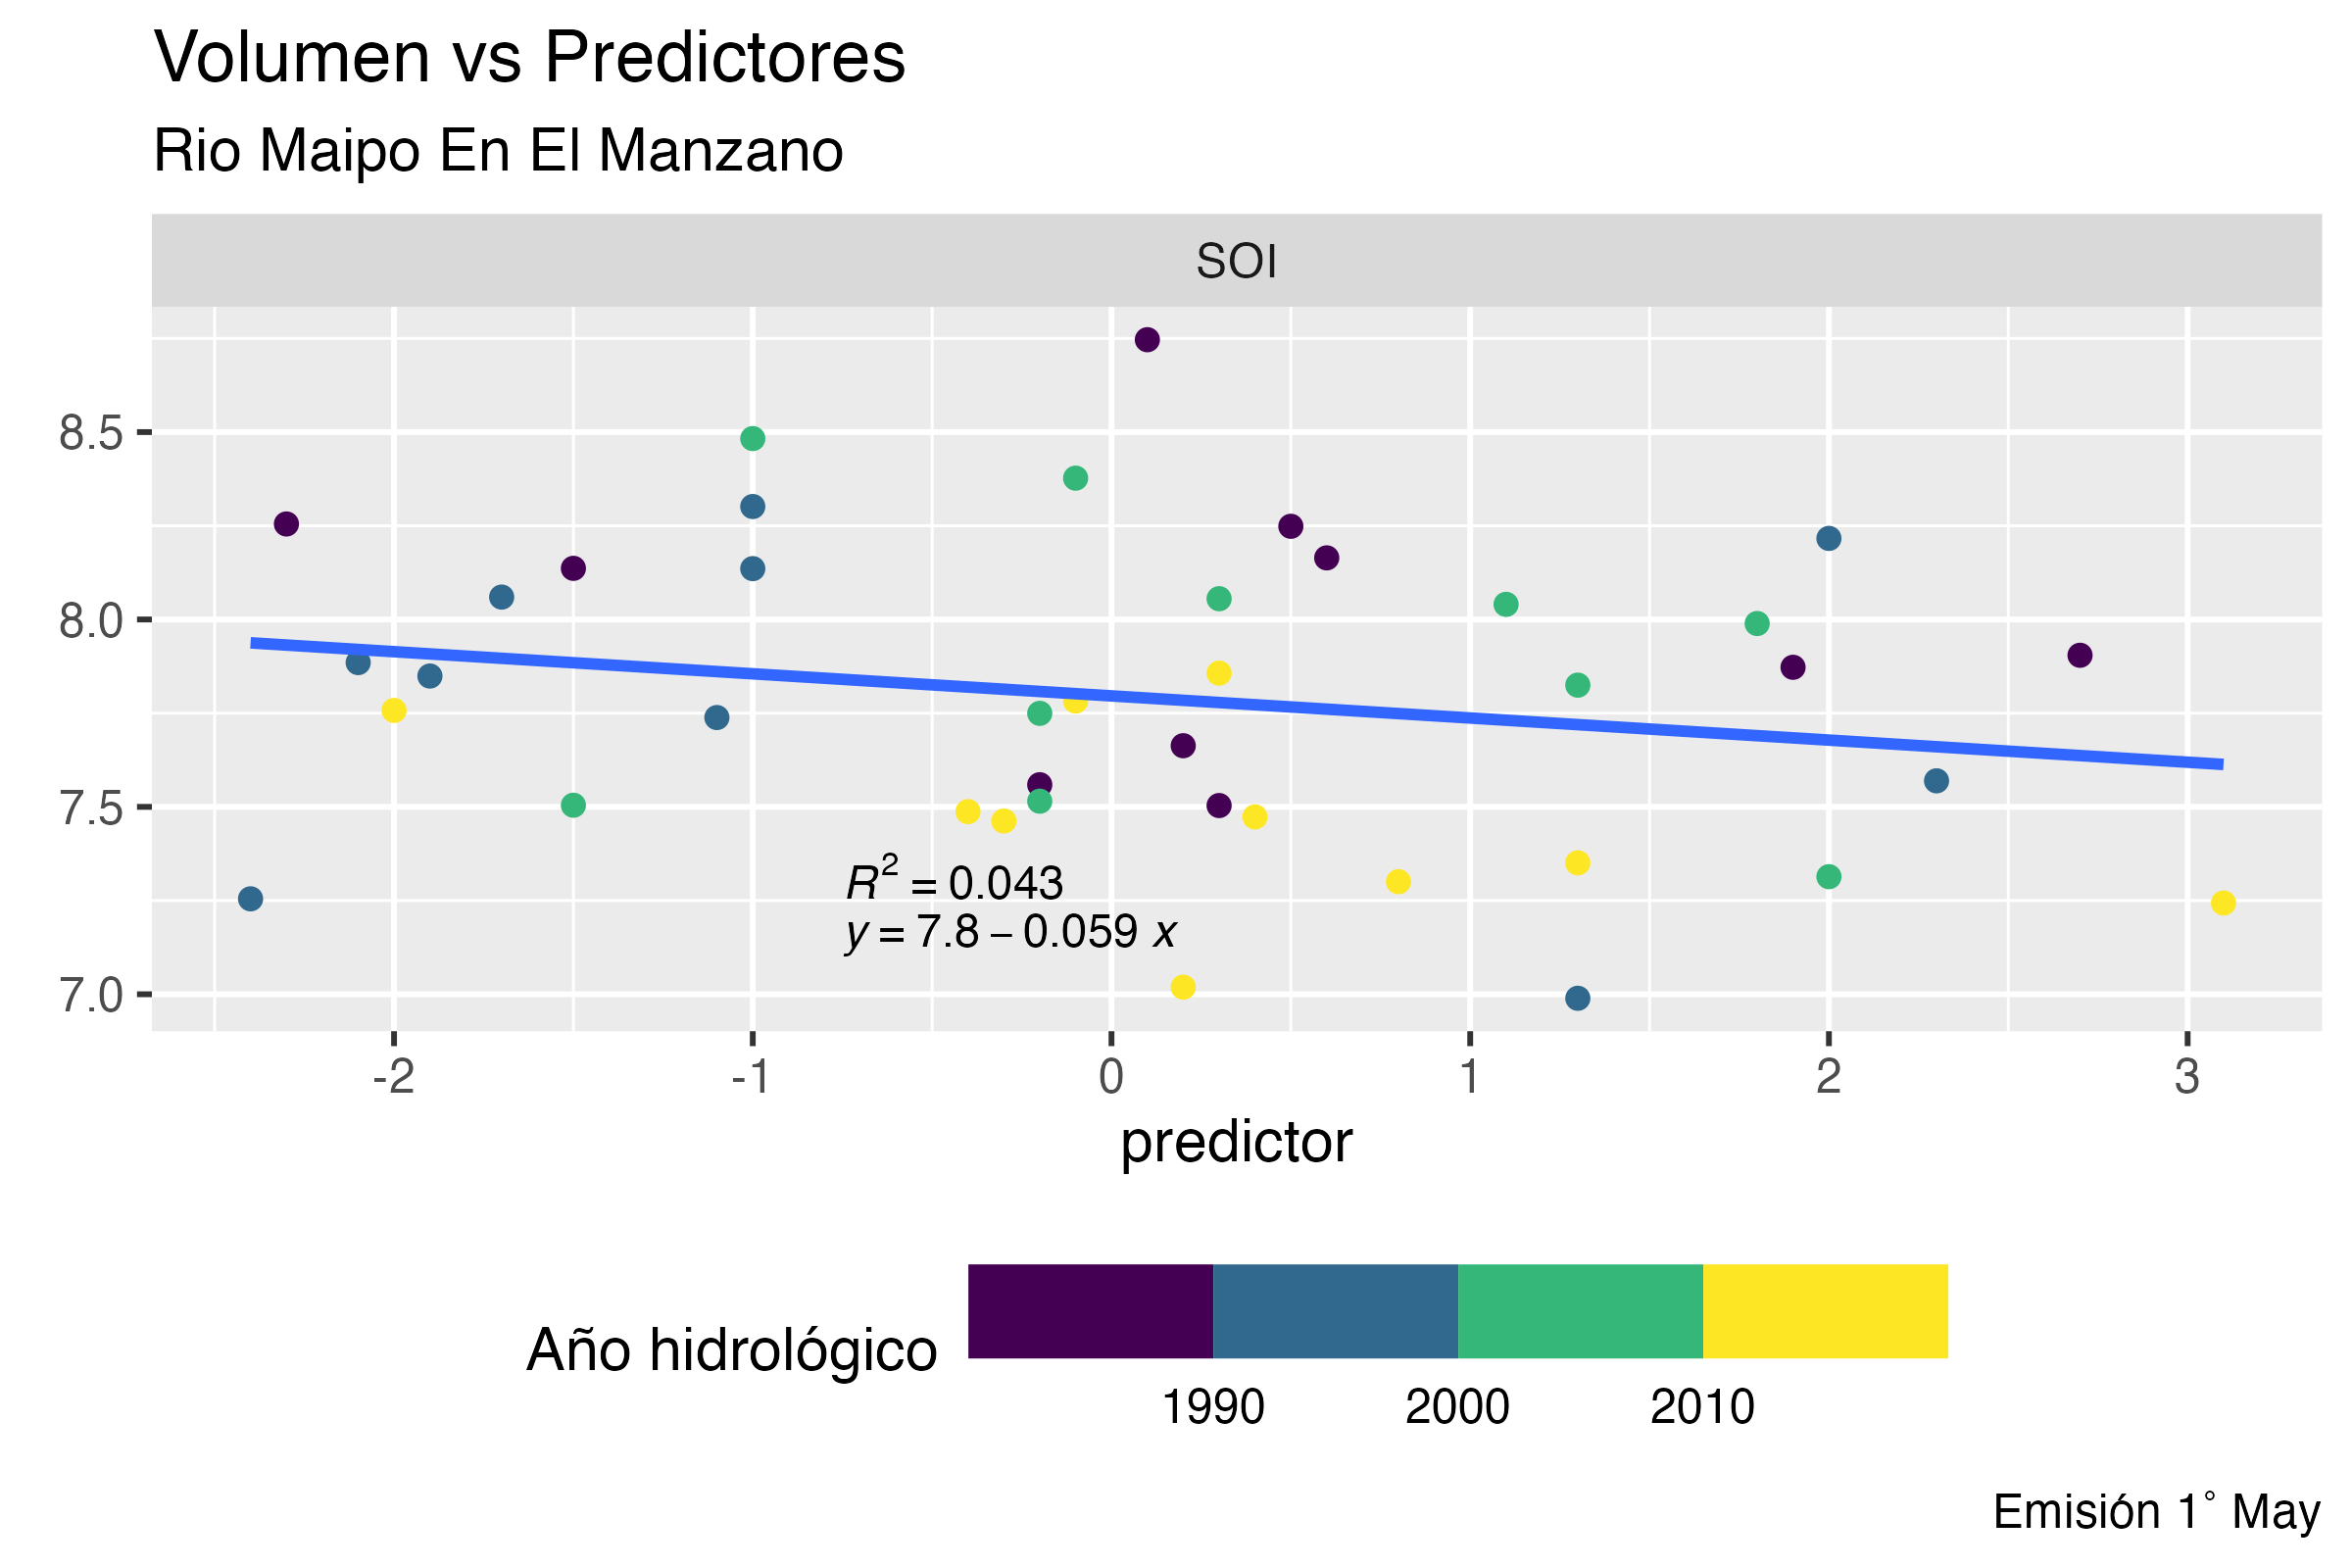 Volumen vs Predictores
Rio Maipo En El Manzano
SOI
8.5
8.0
7.5
7.0
R² = 0.043
y = 7.8 − 0.059 x
-2 -1 0 1 2 3
predictor
Año hidrológico
1990 2000 2010
Emisión 1° May